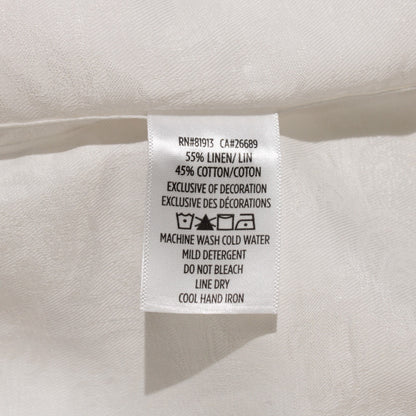 RN#81913 CA#26689
55% LINEN/ LIN
45% COTTON/COTON
EXCLUSIVE OF DECORATION
EXCLUSIVE DES DÉCORATIONS
MACHINE WASH COLD WATER
MILD DETERGENT
DO NOT BLEACH
LINE DRY
COOL HAND IRON